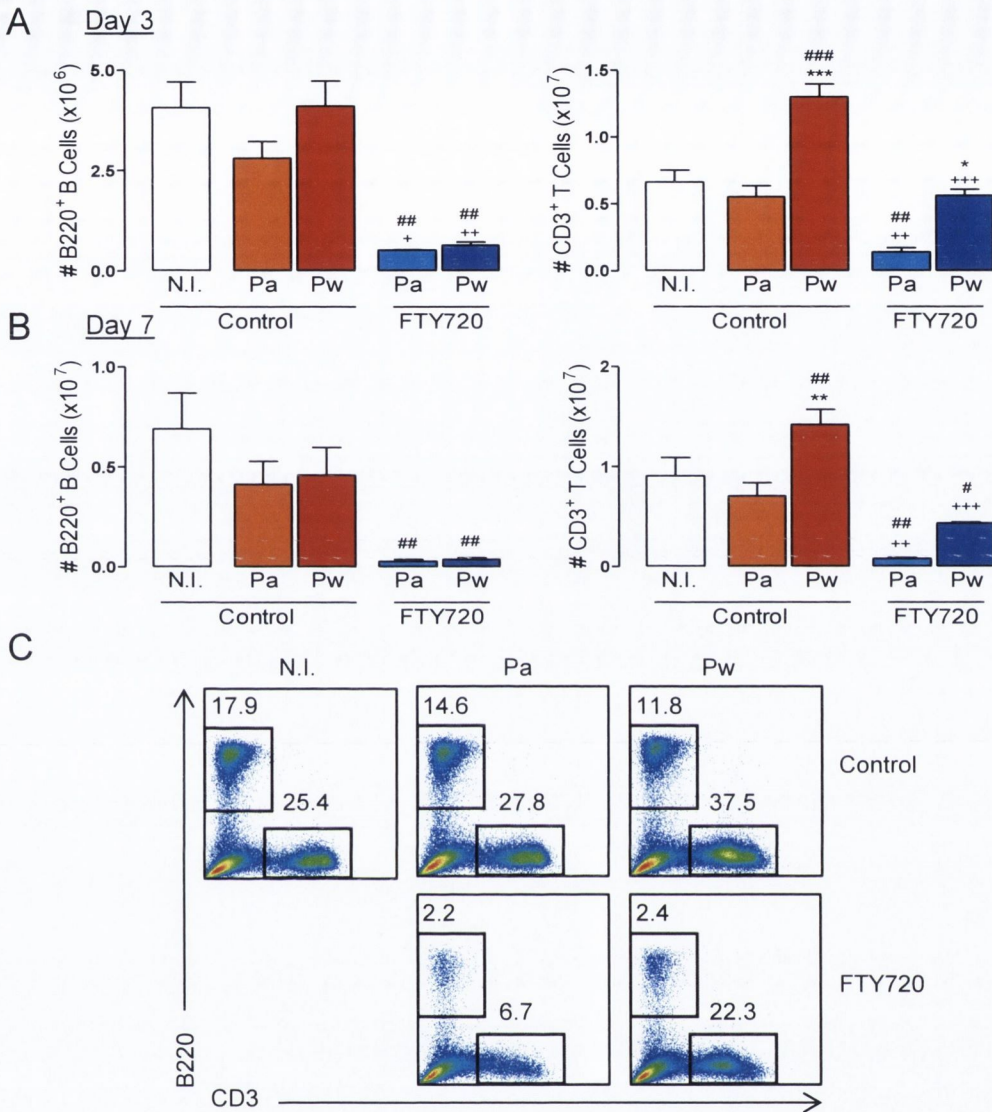 A Day 3
# B220+ B Cells (x10^6)
5.0
2.5
0.0
##
+
##
++
N.I. Pa Pw Pa Pw
Control FTY720
# CD3+ T Cells (x10^7)
1.5
1.0
0.5
0.0
###
***
##
++
*
+++
N.I. Pa Pw Pa Pw
Control FTY720
B Day 7
# B220+ B Cells (x10^7)
1.0
0.5
0.0
##
##
N.I. Pa Pw Pa Pw
Control FTY720
# CD3+ T Cells (x10^7)
2
1
0
##
**
##
++
#
+++
N.I. Pa Pw Pa Pw
Control FTY720
C
N.I. Pa Pw
17.9
25.4
14.6
27.8
11.8
37.5
Control
2.2
6.7
2.4
22.3
FTY720
B220
CD3